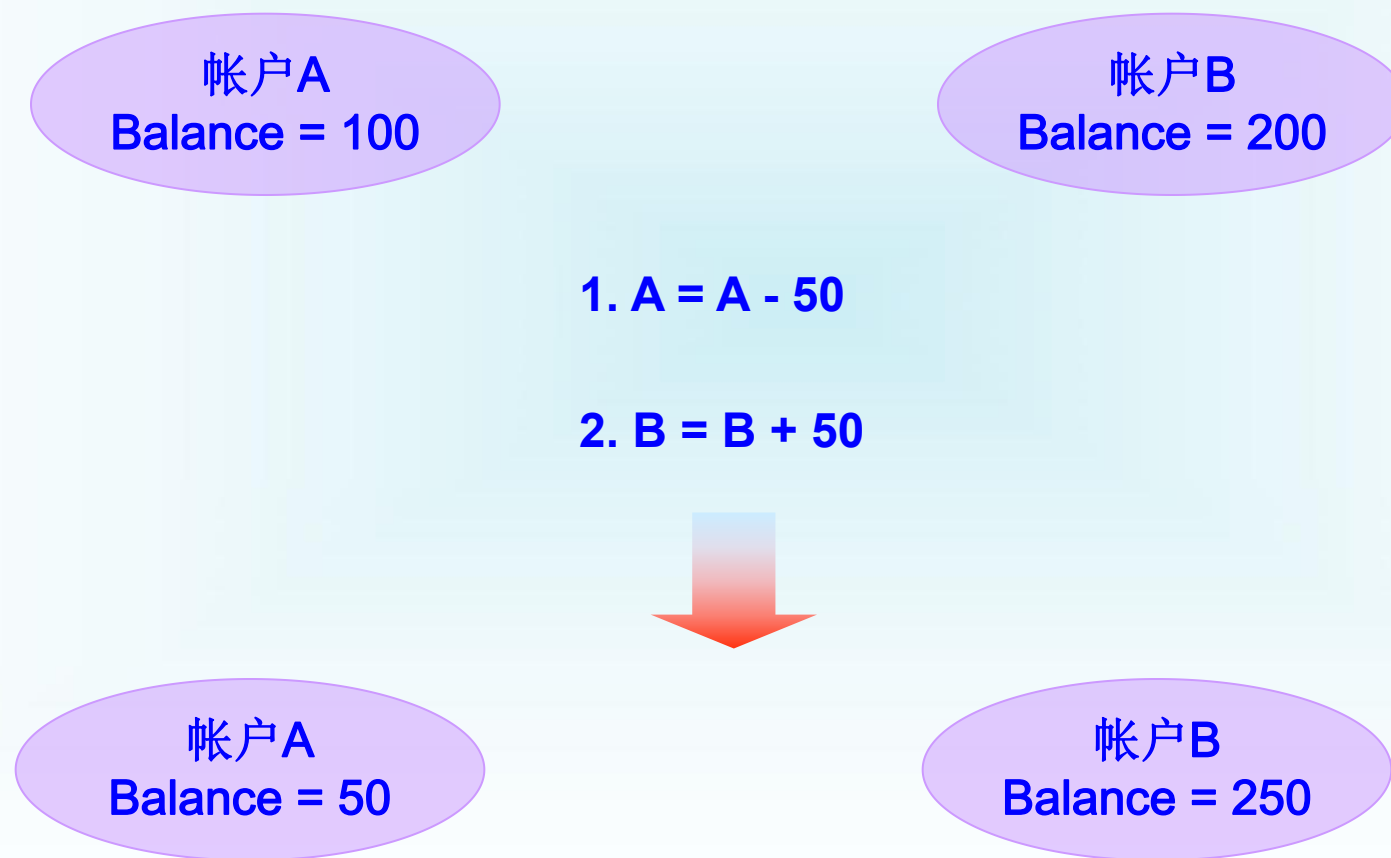 帐户A
Balance = 100
帐户B
Balance = 200
1. A = A - 50
2. B = B + 50
帐户A
Balance = 50
帐户B
Balance = 250